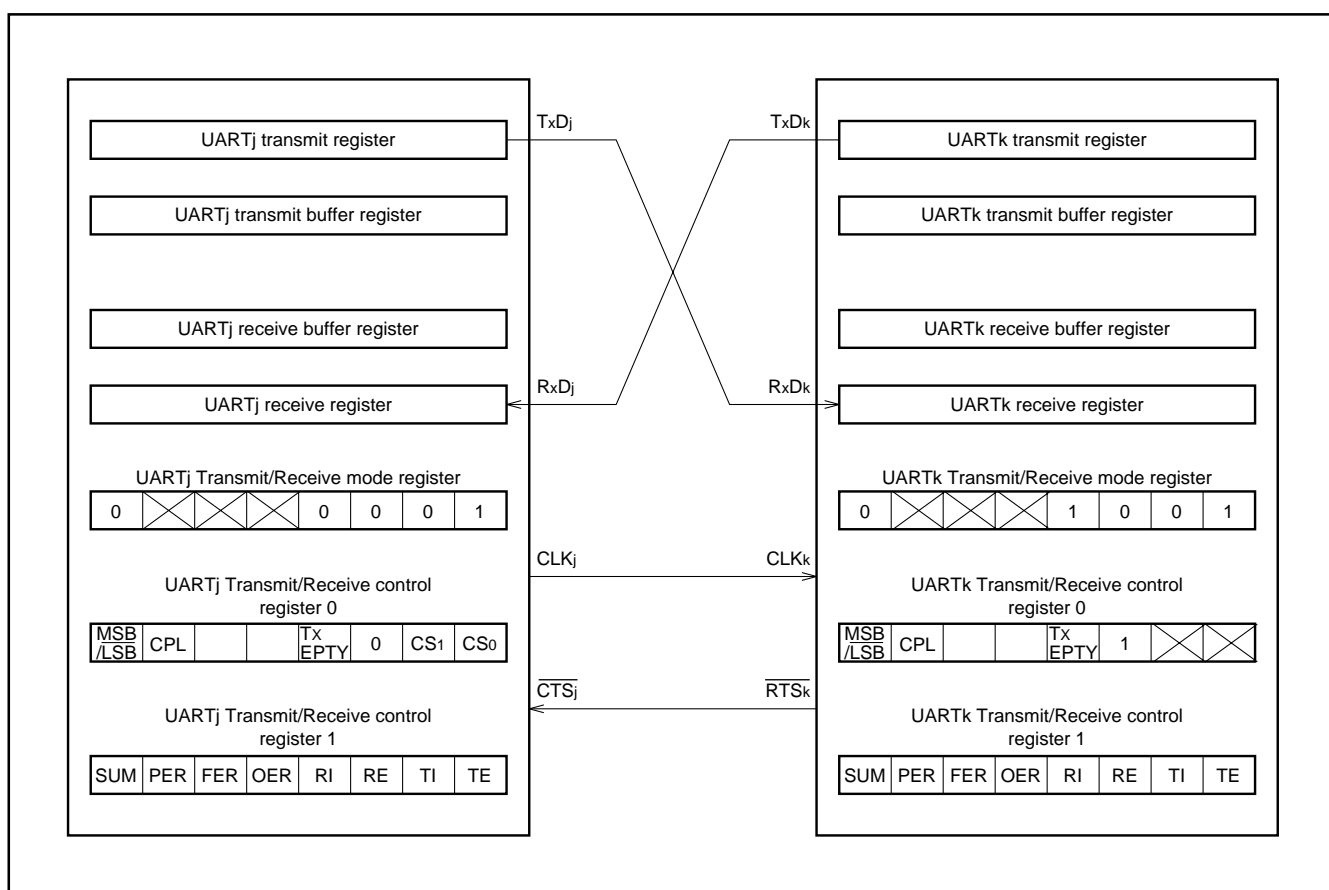 TxDj
TxDk
UARTj transmit register
UARTk transmit register
UARTj transmit buffer register
UARTk transmit buffer register
UARTj receive buffer register
UARTk receive buffer register
RxDj
RxDk
UARTj receive register
UARTk receive register
UARTj Transmit/Receive mode register
UARTk Transmit/Receive mode register
0 0 0 0 1
0 1 0 0 1
CLKj
CLKk
UARTj Transmit/Receive control
register 0
UARTk Transmit/Receive control
register 0
MSB
/LSB CPL TX
EPTY 0 CS1 CS0
MSB
/LSB CPL TX
EPTY 1
CTSj
RTSk
UARTj Transmit/Receive control
register 1
UARTk Transmit/Receive control
register 1
SUM PER FER OER RI RE TI TE
SUM PER FER OER RI RE TI TE